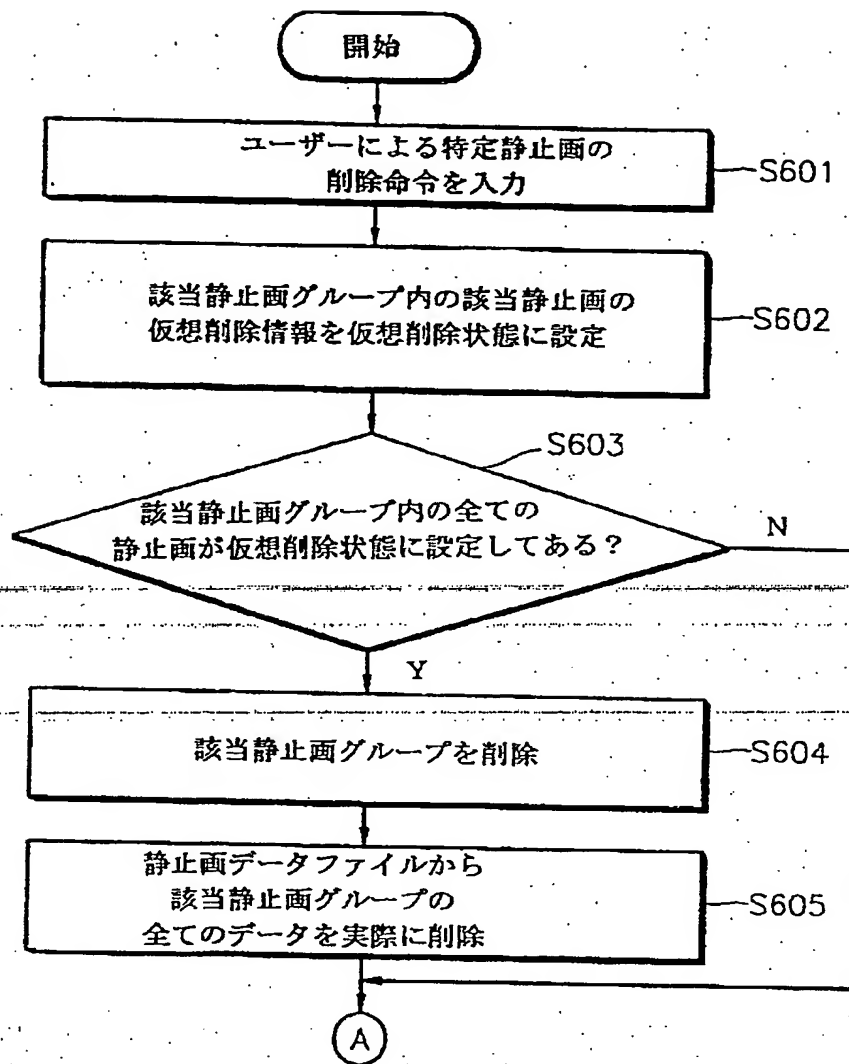 開始
ユーザーによる特定静止画の
削除命令を入力
S601
該当静止画グループ内の該当静止画の
仮想削除情報を仮想削除状態に設定
S602
S603
該当静止画グループ内の全ての
静止画が仮想削除状態に設定してある?
N
Y
該当静止画グループを削除
S604
静止画データファイルから
該当静止画グループの
全てのデータを実際に削除
S605
A